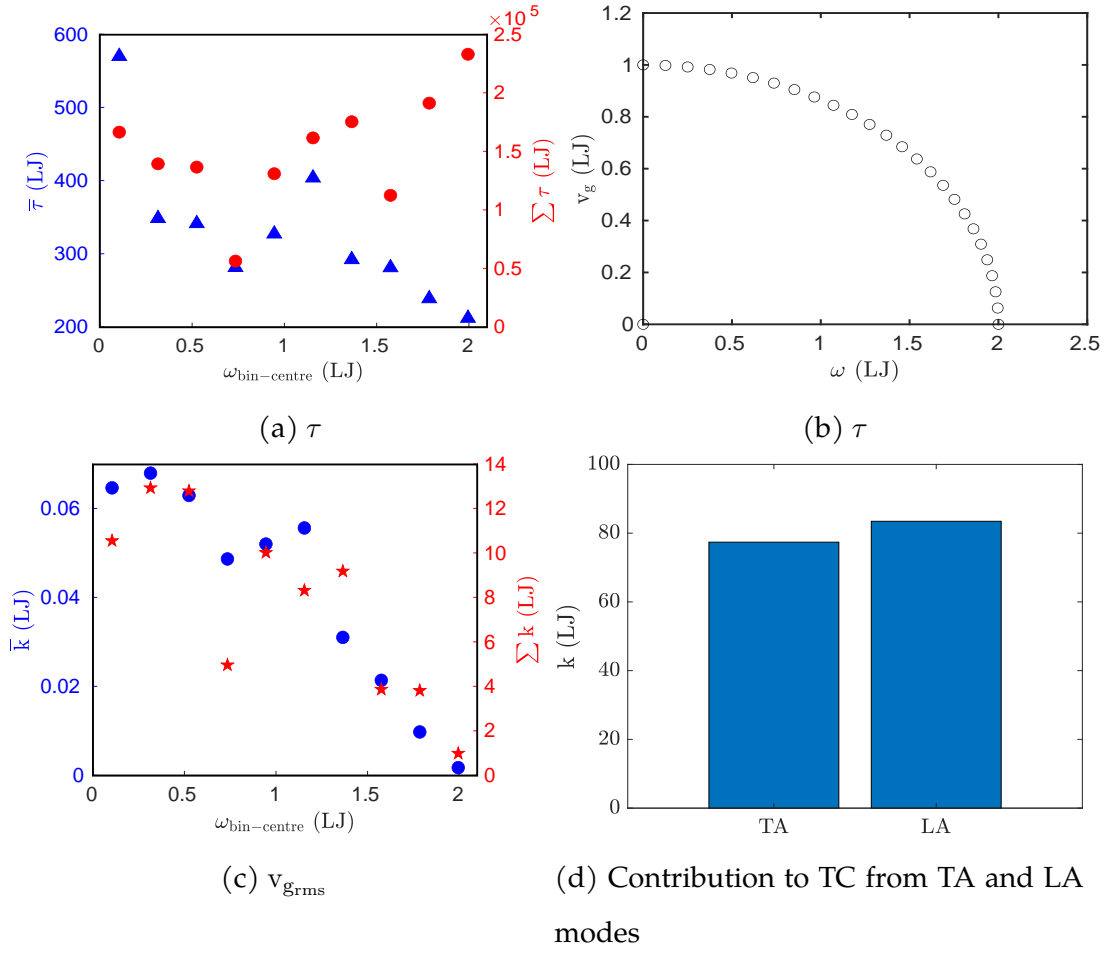 ×10⁵
600
500
400
300
200
τ̅ (LJ)
2.5
2
1.5
1
0.5
0
∑ τ (LJ)
0 0.5 1 1.5 2
ω_bin−centre (LJ)
(a) τ
1.2
1
0.8
0.6
0.4
0.2
0
v_g (LJ)
0 0.5 1 1.5 2 2.5
ω (LJ)
(b) τ
0.06
0.04
0.02
0
k̅ (LJ)
14
12
10
8
6
4
2
0
∑ k (LJ)
0 0.5 1 1.5 2
ω_bin−centre (LJ)
(c) v_g_rms
100
80
60
40
20
0
k (LJ)
TA LA
(d) Contribution to TC from TA and LA
modes